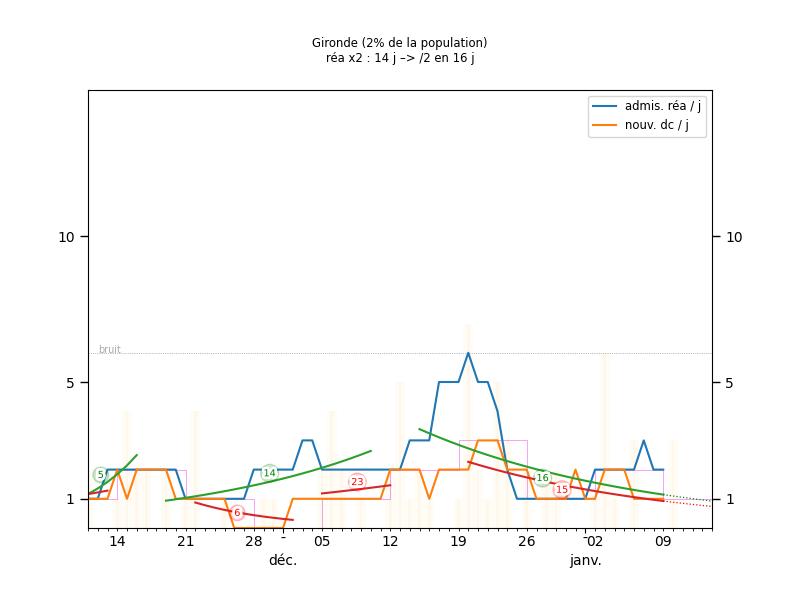 Gironde (2% de la population)
réa x2 : 14 j –> /2 en 16 j
admis. réa / j
nouv. dc / j
10 10
bruit
5 5
5 14 23 6 16 15
1 1
14 21 28 - 05 12 19 26 - 02 09
déc. janv.